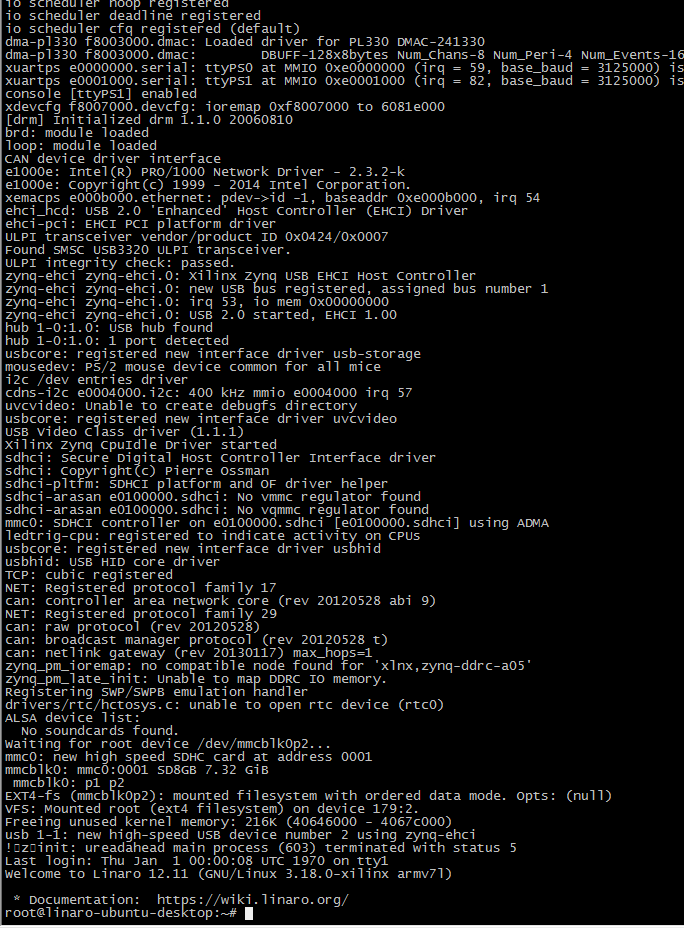 io scheduler noop registered
io scheduler deadline registered
io scheduler cfq registered (default)
dma-pl330 f8003000.dmac: Loaded driver for PL330 DMAC-241330
dma-pl330 f8003000.dmac:        DBUFF-128x8bytes Num_Chans-8 Num_Peri-4 Num_Events-16
xuartps e0000000.serial: ttyPS0 at MMIO 0xe0000000 (irq = 59, base_baud = 3125000) is
xuartps e0001000.serial: ttyPS1 at MMIO 0xe0001000 (irq = 82, base_baud = 3125000) is
console [ttyPS1] enabled
xdevcfg f8007000.devcfg: ioremap 0xf8007000 to 6081e000
[drm] Initialized drm 1.1.0 20060810
brd: module loaded
loop: module loaded
CAN device driver interface
e1000e: Intel(R) PRO/1000 Network Driver - 2.3.2-k
e1000e: Copyright(c) 1999 - 2014 Intel Corporation.
xemacps e000b000.ethernet: pdev->id -1, baseaddr 0xe000b000, irq 54
ehci_hcd: USB 2.0 'Enhanced' Host Controller (EHCI) Driver
ehci-pci: EHCI PCI platform driver
ULPI transceiver vendor/product ID 0x0424/0x0007
Found SMSC USB3320 ULPI transceiver.
ULPI integrity check: passed.
zynq-ehci zynq-ehci.0: Xilinx Zynq USB EHCI Host Controller
zynq-ehci zynq-ehci.0: new USB bus registered, assigned bus number 1
zynq-ehci zynq-ehci.0: irq 53, io mem 0x00000000
zynq-ehci zynq-ehci.0: USB 2.0 started, EHCI 1.00
hub 1-0:1.0: USB hub found
hub 1-0:1.0: 1 port detected
usbcore: registered new interface driver usb-storage
mousedev: PS/2 mouse device common for all mice
i2c /dev entries driver
cdns-i2c e0004000.i2c: 400 kHz mmio e0004000 irq 57
uvcvideo: Unable to create debugfs directory
usbcore: registered new interface driver uvcvideo
USB Video Class driver (1.1.1)
Xilinx Zynq CpuIdle Driver started
sdhci: Secure Digital Host Controller Interface driver
sdhci: Copyright(c) Pierre Ossman
sdhci-pltfm: SDHCI platform and OF driver helper
sdhci-arasan e0100000.sdhci: No vmmc regulator found
sdhci-arasan e0100000.sdhci: No vqmmc regulator found
mmc0: SDHCI controller on e0100000.sdhci [e0100000.sdhci] using ADMA
ledtrig-cpu: registered to indicate activity on CPUs
usbcore: registered new interface driver usbhid
usbhid: USB HID core driver
TCP: cubic registered
NET: Registered protocol family 17
can: controller area network core (rev 20120528 abi 9)
NET: Registered protocol family 29
can: raw protocol (rev 20120528)
can: broadcast manager protocol (rev 20120528 t)
can: netlink gateway (rev 20130117) max_hops=1
zynq_pm_ioremap: no compatible node found for 'xlnx,zynq-ddrc-a05'
zynq_pm_late_init: Unable to map DDRC IO memory.
Registering SWP/SWPB emulation handler
drivers/rtc/hctosys.c: unable to open rtc device (rtc0)
ALSA device list:
  No soundcards found.
Waiting for root device /dev/mmcblk0p2...
mmc0: new high speed SDHC card at address 0001
mmcblk0: mmc0:0001 SD8GB 7.32 GiB
 mmcblk0: p1 p2
EXT4-fs (mmcblk0p2): mounted filesystem with ordered data mode. Opts: (null)
VFS: Mounted root (ext4 filesystem) on device 179:2.
Freeing unused kernel memory: 216K (40646000 - 4067c000)
usb 1-1: new high-speed USB device number 2 using zynq-ehci
!▯z▯init: ureadahead main process (603) terminated with status 5
Last login: Thu Jan  1 00:00:08 UTC 1970 on tty1
Welcome to Linaro 12.11 (GNU/Linux 3.18.0-xilinx armv7l)

 * Documentation:  https://wiki.linaro.org/
root@linaro-ubuntu-desktop:~#